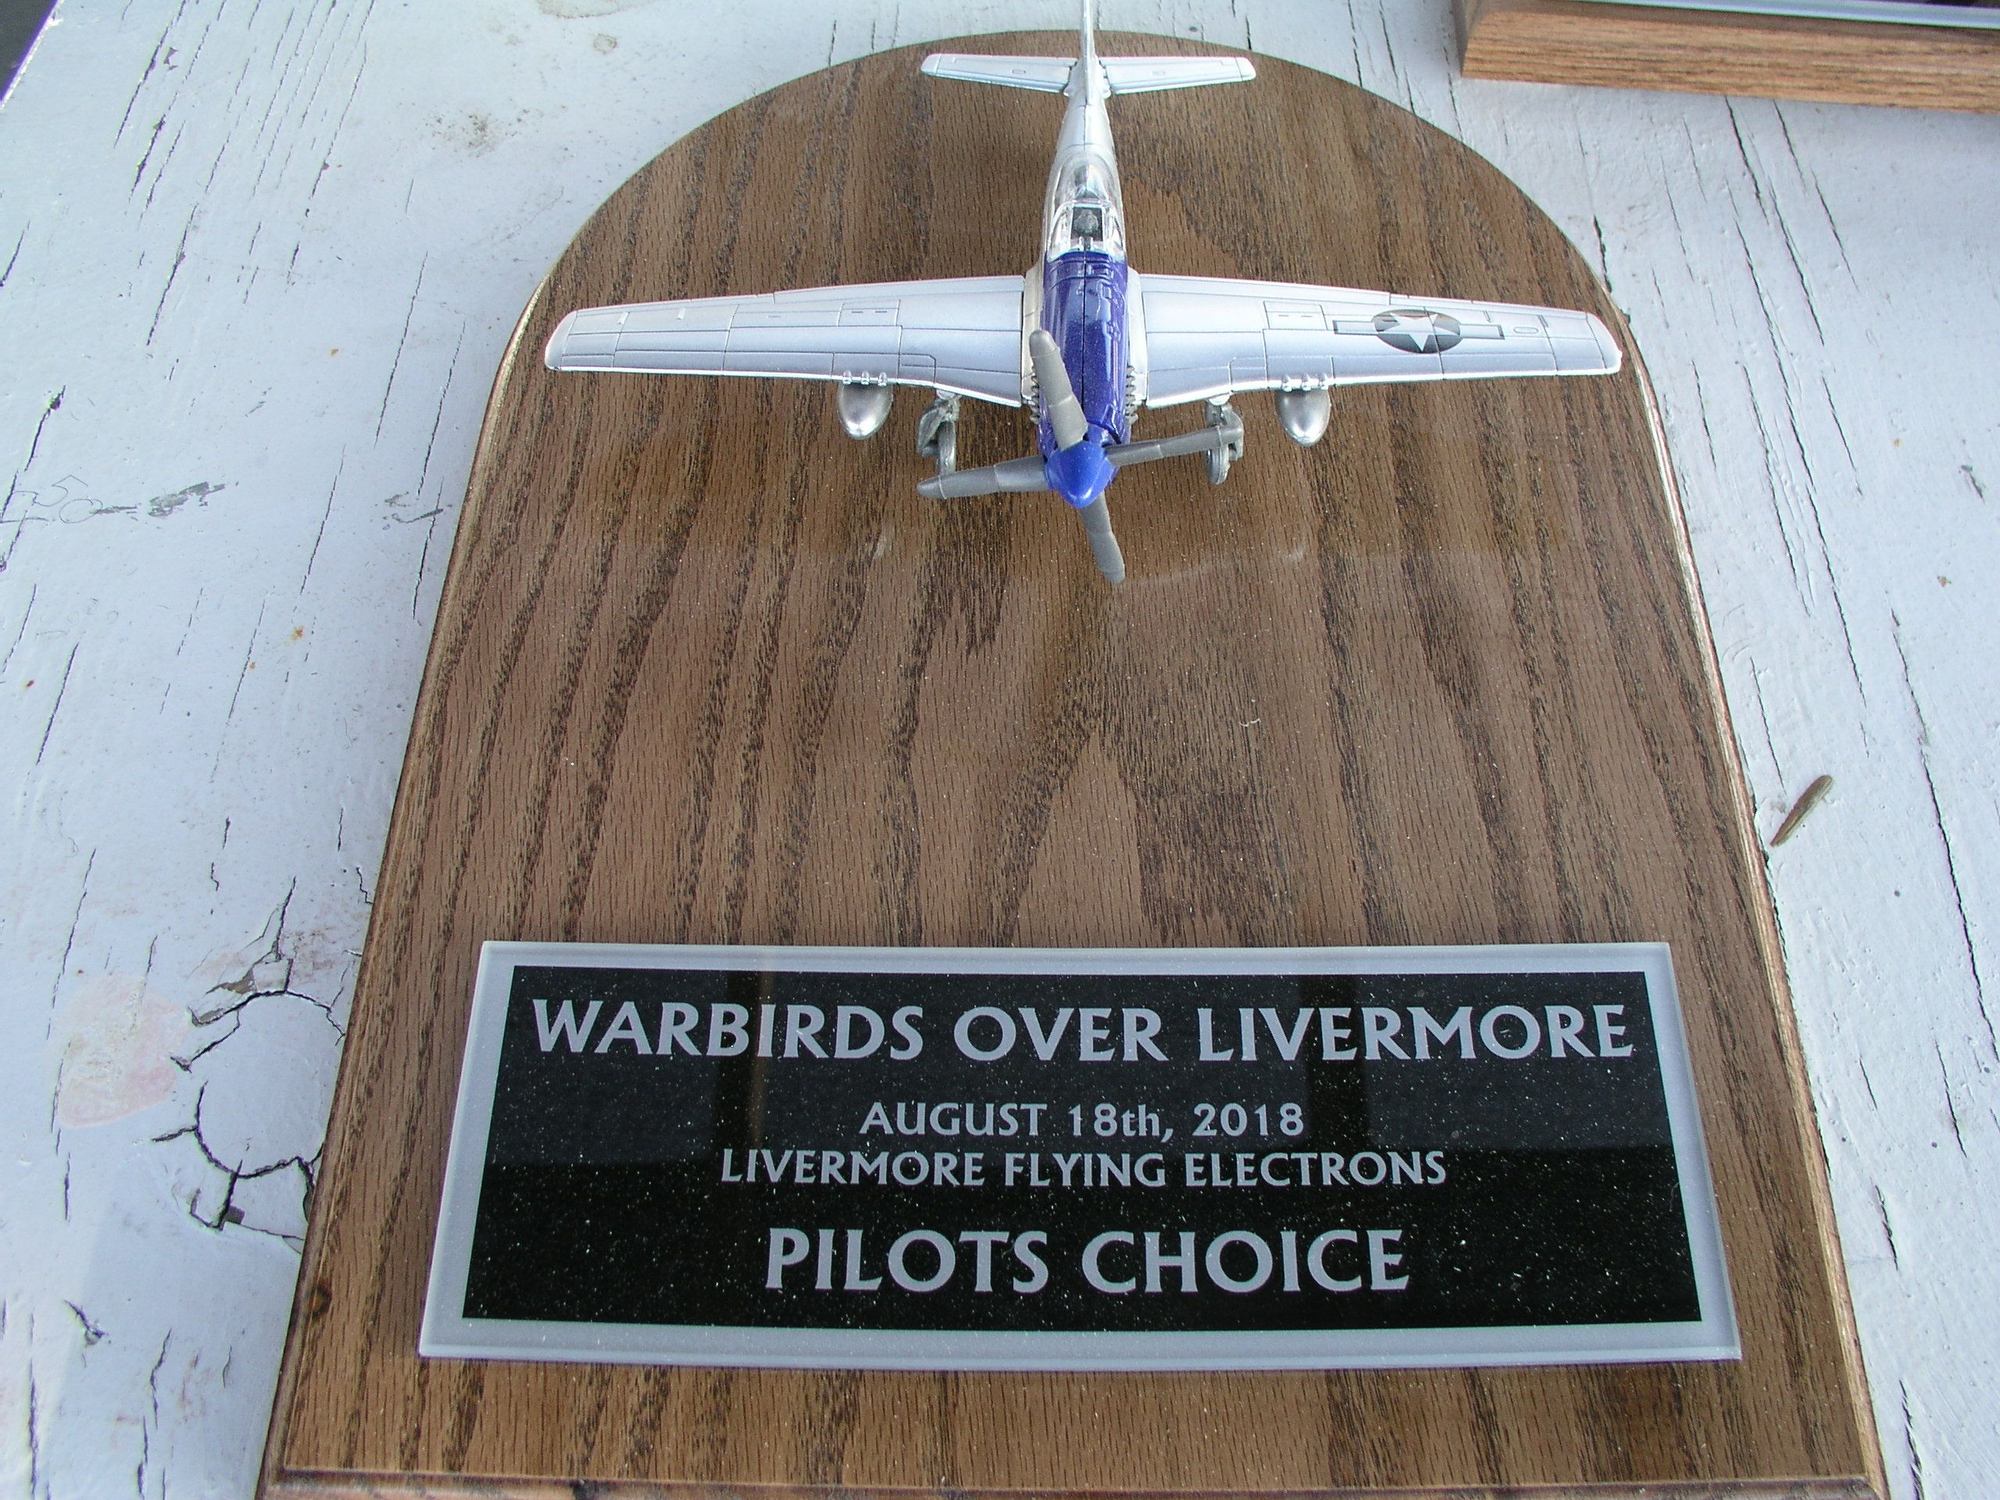 WARBIRDS OVER LIVERMORE
AUGUST 18th, 2018
LIVERMORE FLYING ELECTRONS
PILOTS CHOICE